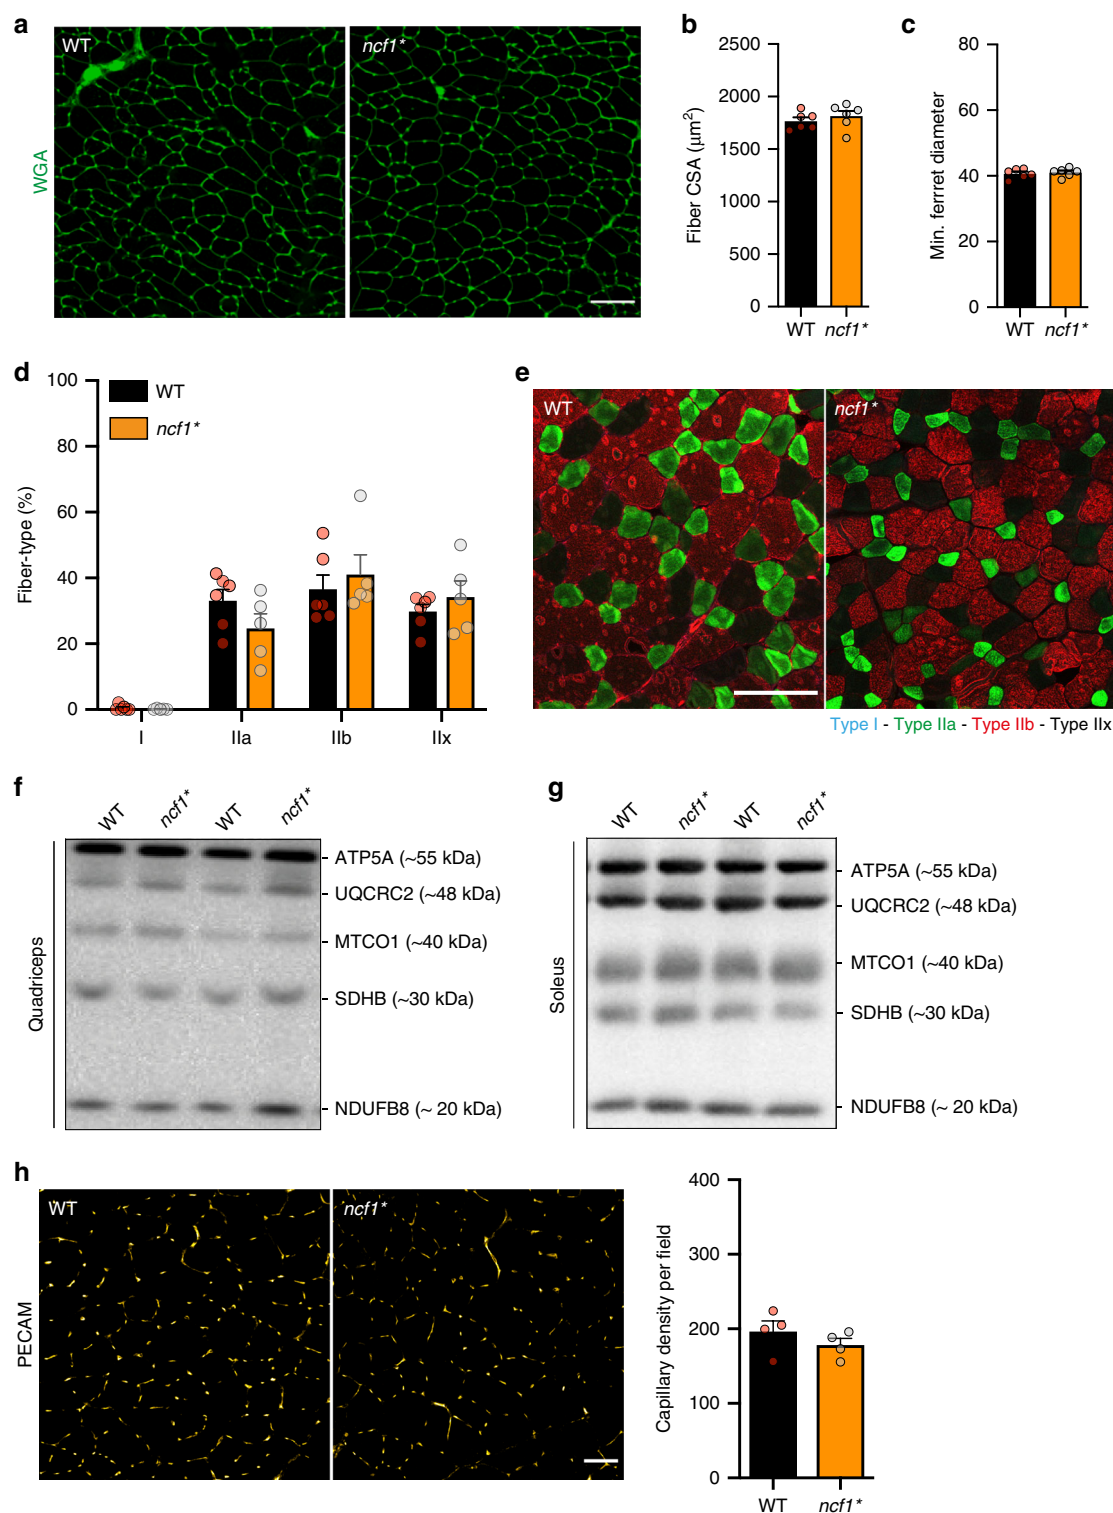 a
WT
ncf1*
WGA
b
2500
2000
1500
1000
500
0
Fiber CSA (µm²)
WT
ncf1*
c
80
60
40
20
0
Min. ferrret diameter
WT
ncf1*
d
100
80
60
40
20
0
Fiber-type (%)
WT
ncf1*
I
IIa
IIb
IIx
e
WT
ncf1*
Type I - Type IIa - Type IIb - Type IIx
f
WT
ncf1*
WT
ncf1*
Quadriceps
ATP5A (~55 kDa)
UQCRC2 (~48 kDa)
MTCO1 (~40 kDa)
SDHB (~30 kDa)
NDUFB8 (~ 20 kDa)
g
WT
ncf1*
WT
ncf1*
Soleus
ATP5A (~55 kDa)
UQCRC2 (~48 kDa)
MTCO1 (~40 kDa)
SDHB (~30 kDa)
NDUFB8 (~ 20 kDa)
h
WT
ncf1*
PECAM
400
300
200
100
0
Capillary density per field
WT
ncf1*